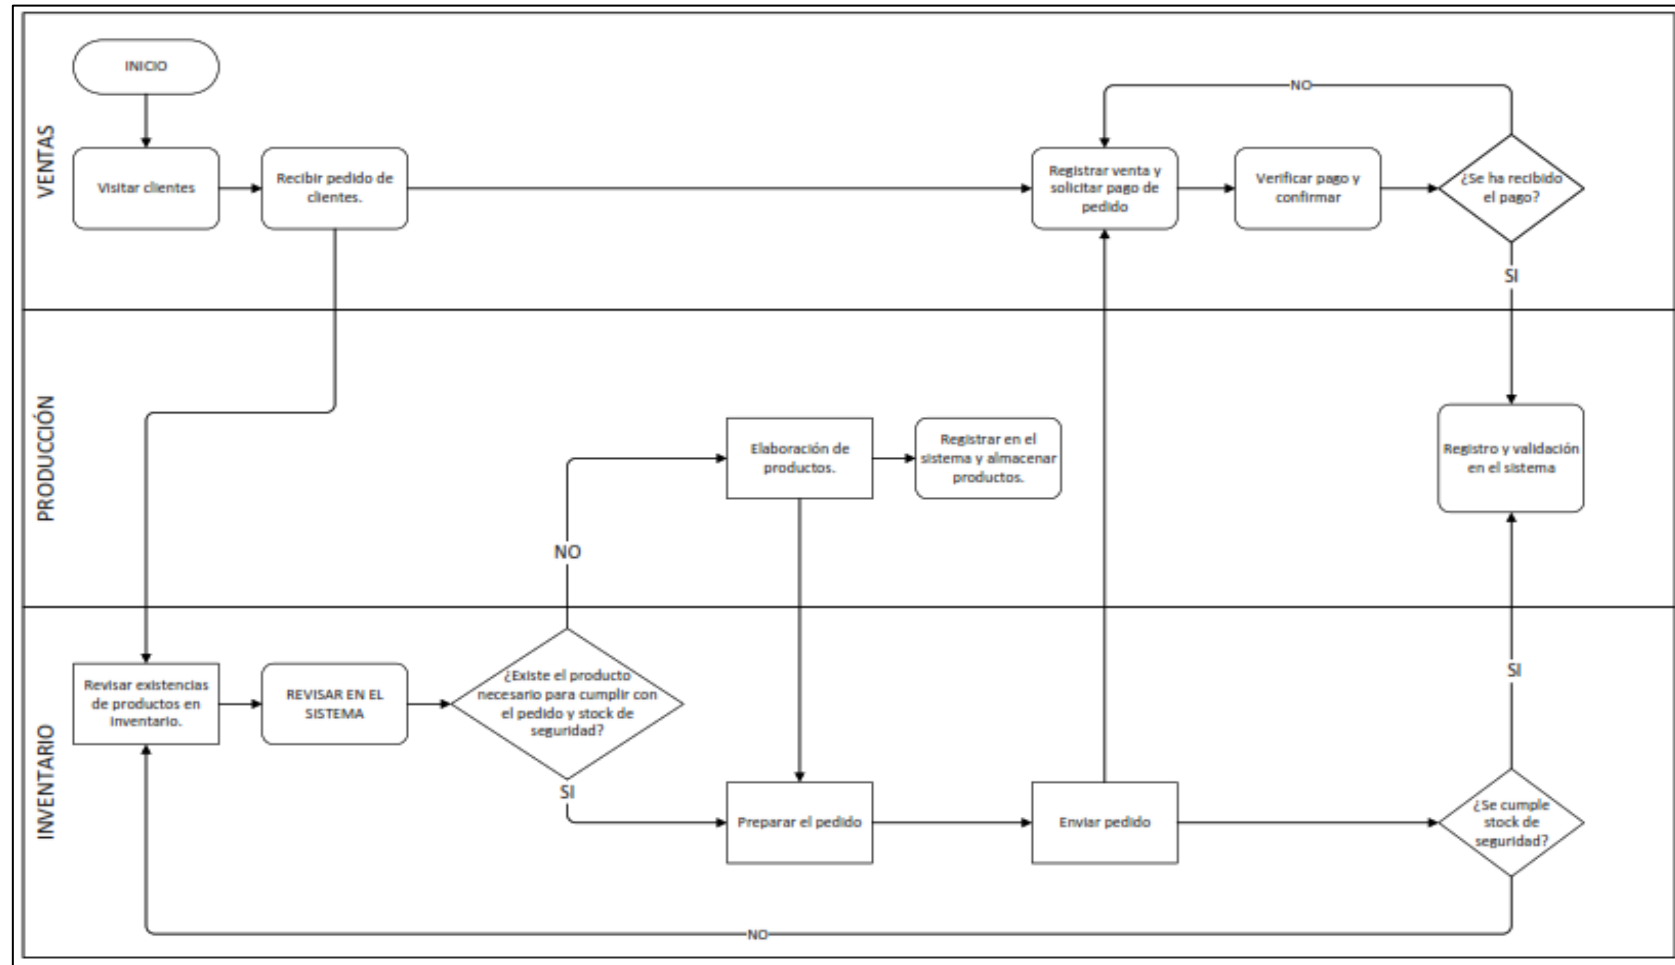 VENTAS
INICIO
NO
Visitar clientes
Recibir pedido de
clientes.
Registrar venta y
solicitar pago de
pedido
Verificar pago y
confirmar
¿Se ha recibido
el pago?
SI
PRODUCCIÓN
Elaboración de
productos.
Registrar en el
sistema y almacenar
productos.
Registro y validación
en el sistema
NO
INVENTARIO
Revisar existencias
de productos en
inventario.
REVISAR EN EL
SISTEMA
¿Existe el producto
necesario para cumplir con
el pedido y stock de
seguridad?
SI
SI
Preparar el pedido
Enviar pedido
¿Se cumple
stock de
seguridad?
NO